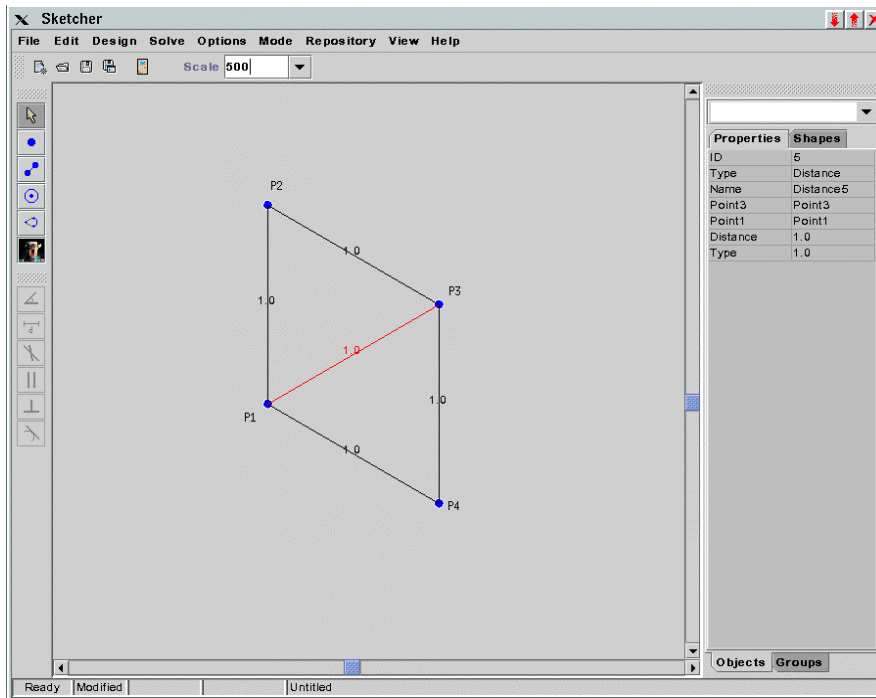 Sketcher
File Edit Design Solve Options Mode Repository View Help
Scale 500
P2
1.0
P3
1.0
1.0
1.0
P1
1.0
P4
Properties Shapes
ID 5
Type Distance
Name Distance5
Point3 Point3
Point1 Point1
Distance 1.0
Type 1.0
Objects Groups
Ready Modified Untitled